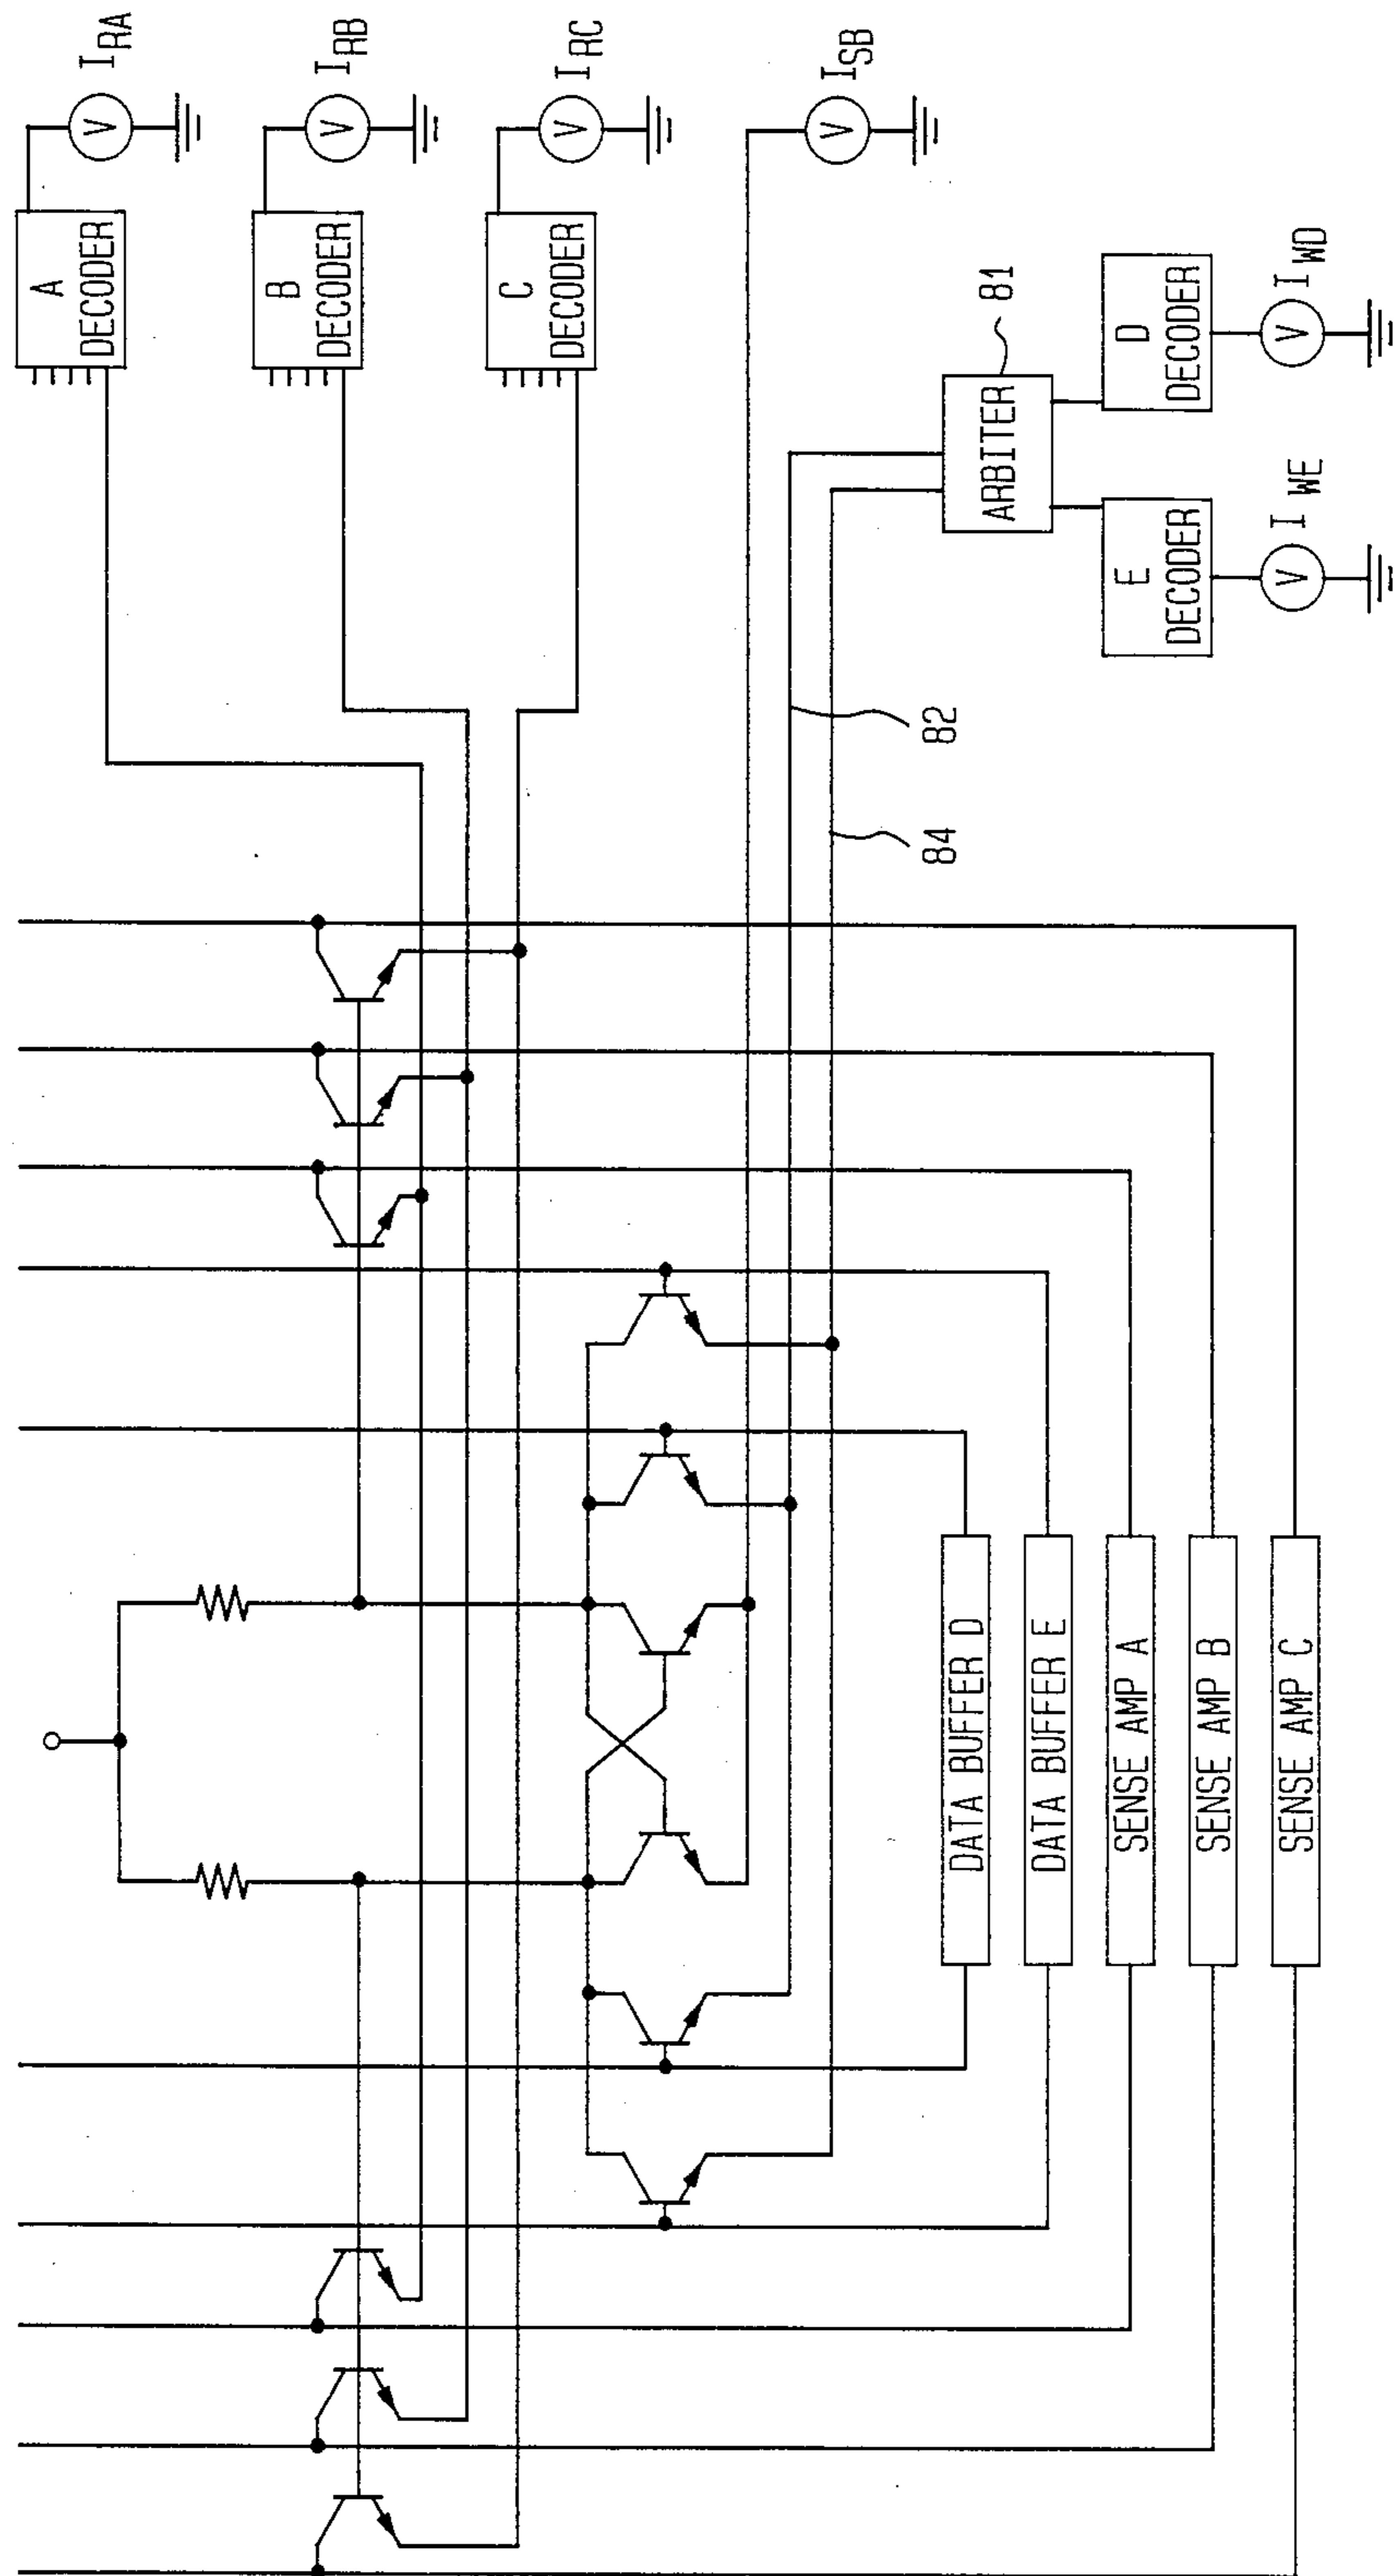 A
DECODER
V
I RA
B
DECODER
V
I RB
C
DECODER
V
I RC
V
I SB
ARBITER
81
D
DECODER
V
I WD
E
DECODER
V
I WE
82
84
DATA BUFFER D
DATA BUFFER E
SENSE AMP A
SENSE AMP B
SENSE AMP C